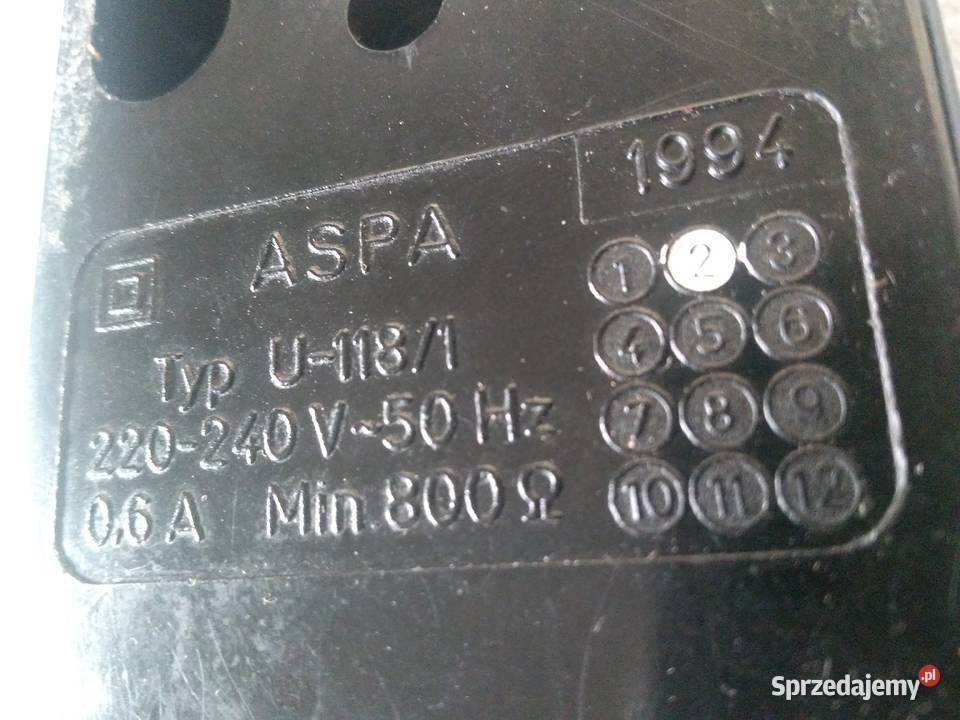 1994
ASPA
1 2 3
Typ U-118/1
4 5 6
220-240 V~50 Hz
7 8 9
0,6 A Min 800 Ω
10 11 12
Sprzedajemy.pl